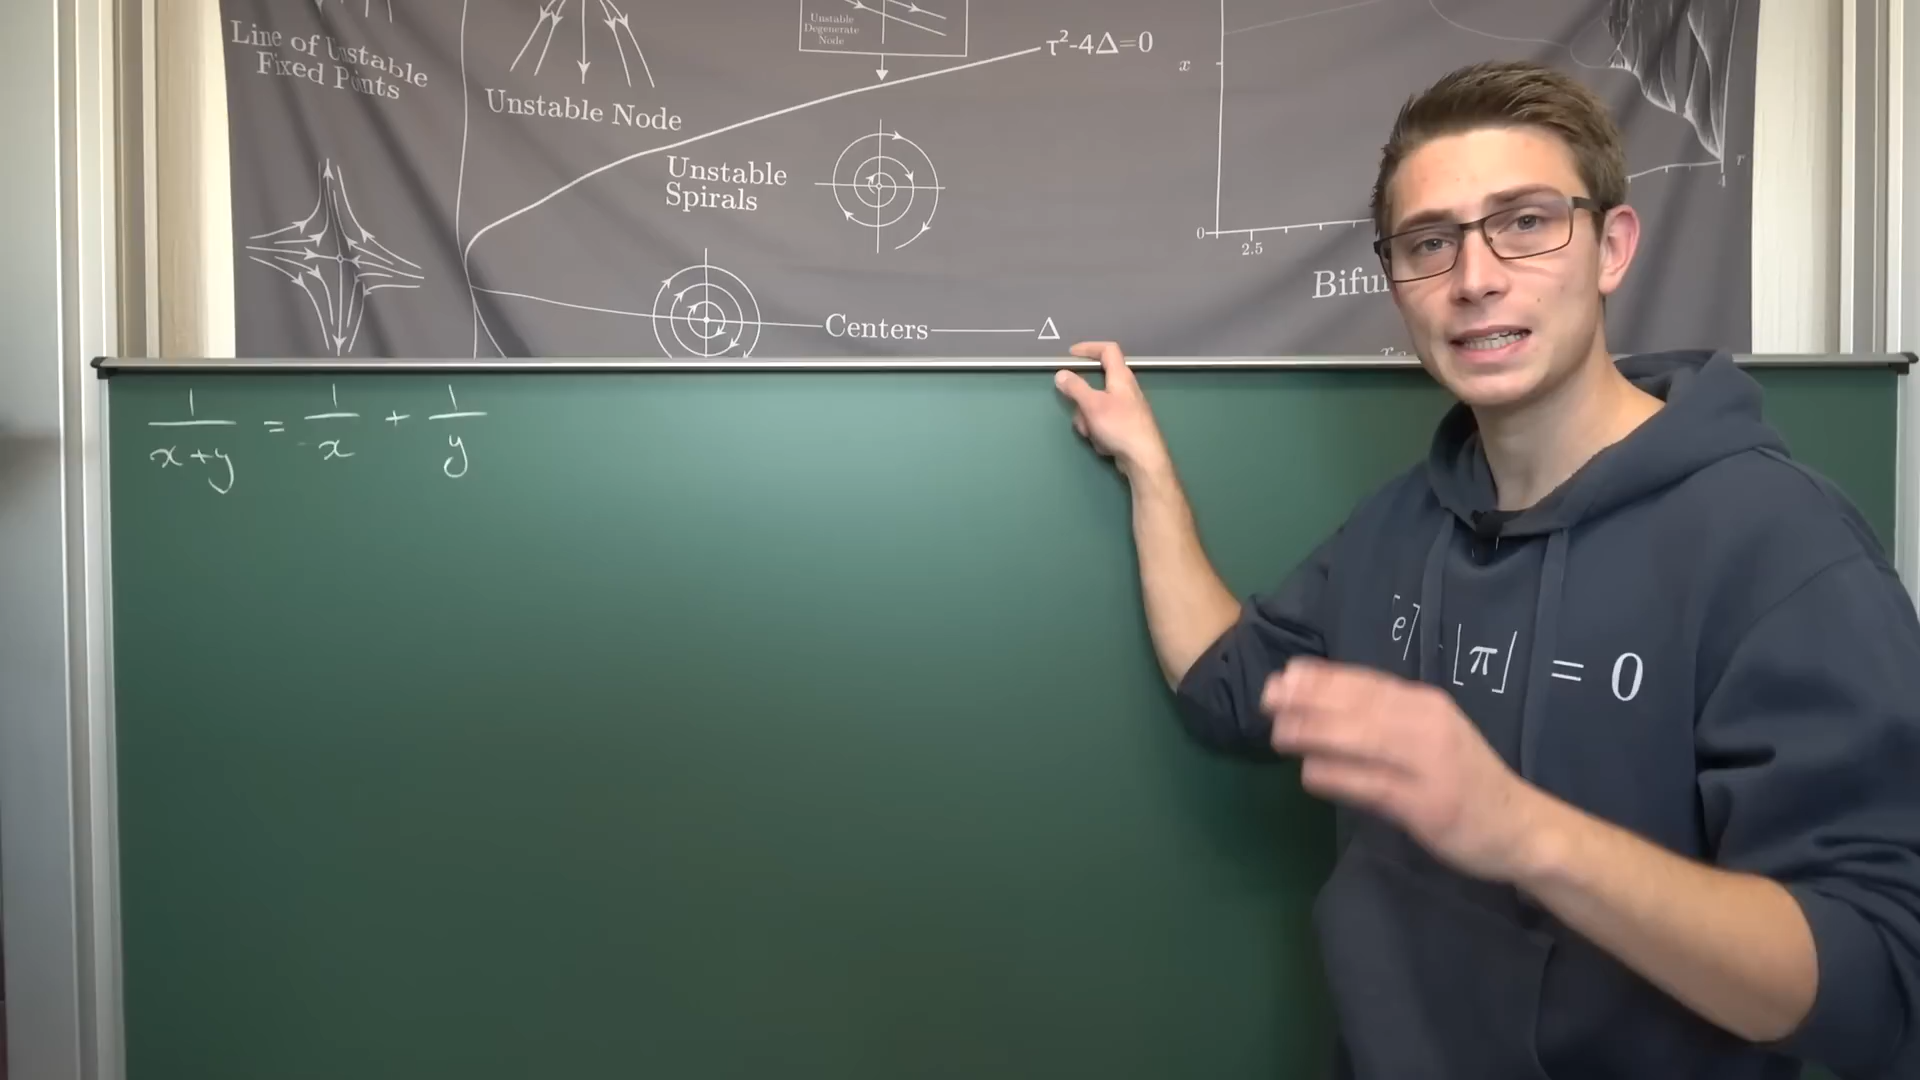 Line of Unstable
Fixed Points
Unstable Node
Unstable
Degenerate
Node
τ²-4Δ=0
Unstable
Spirals
Centers
Δ
x
0
2.5
r
4
1/(x+y) = 1/x + 1/y
⌈e⌉ - ⌊π⌋ = 0